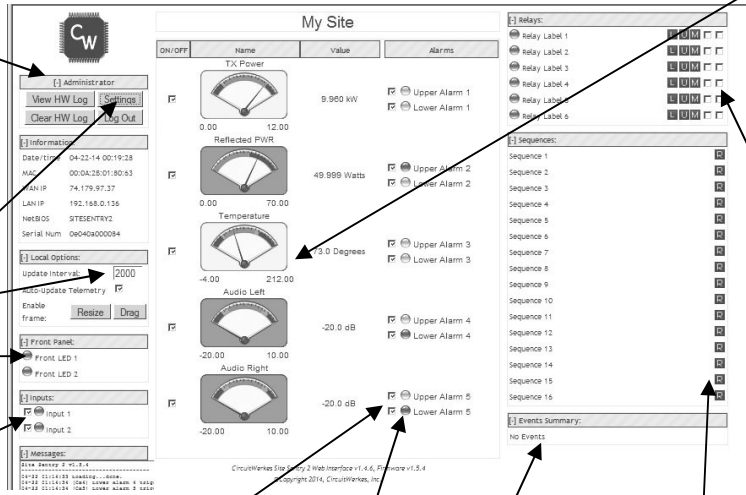 CW
My Site
ON/OFF Name Value Alarms
[-] Administrator
View HW Log Settings
Clear HW Log Log Out
[-] Information:
Date/time 04-22-14 00:19:28
MAC 00:0A:28:01:80:63
WAN IP 74.179.97.37
LAN IP 192.168.0.136
NetBIOS SITESENTRY2
Serial Num 0e040a000084
[-] Local Options:
Update Interval: 2000
Auto-Update Telemetry
Enable frame: Resize Drag
[-] Front Panel:
Front LED 1
Front LED 2
[-] Inputs:
Input 1
Input 2
[-] Messages:
Site Sentry 2 v1.5.4
04-22 01:14:33 Loading...done.
TX Power
0.00 12.00
9.960 kW
Upper Alarm 1
Lower Alarm 1
Reflected PWR
0.00 70.00
49.999 Watts
Upper Alarm 2
Lower Alarm 2
Temperature
-4.00 212.00
73.0 Degrees
Upper Alarm 3
Lower Alarm 3
Audio Left
-20.00 10.00
-20.0 dB
Upper Alarm 4
Lower Alarm 4
Audio Right
-20.00 10.00
-20.0 dB
Upper Alarm 5
Lower Alarm 5
CircuitWerkes Site Sentry 2 Web Interface v1.4.6, Firmware v1.5.4
©Copyright 2014, CircuitWerkes, Inc.
[-] Relays:
Relay Label 1 L U M
Relay Label 2 L U M
Relay Label 3 L U M
Relay Label 4 L U M
Relay Label 5 L U M
Relay Label 6 L U M
[-] Sequences:
Sequence 1 R
Sequence 2 R
Sequence 3 R
Sequence 4 R
Sequence 5 R
Sequence 6 R
Sequence 7 R
Sequence 8 R
Sequence 9 R
Sequence 10 R
Sequence 11 R
Sequence 12 R
Sequence 13 R
Sequence 14 R
Sequence 15 R
Sequence 16 R
[-] Events Summary:
No Events